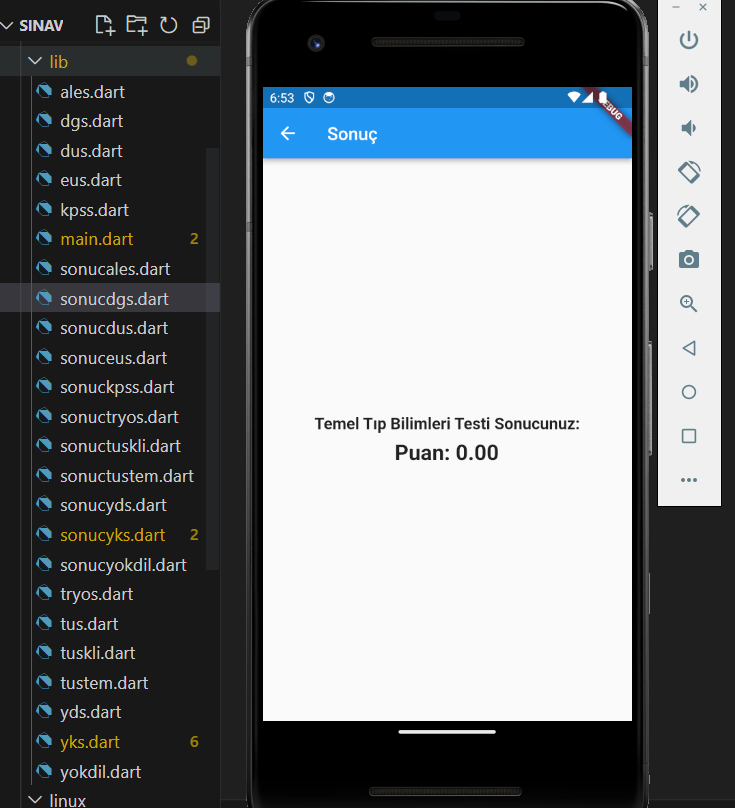 SINAV
lib
ales.dart
dgs.dart
dus.dart
eus.dart
kpss.dart
main.dart 2
sonucales.dart
sonucdgs.dart
sonucdus.dart
sonuceus.dart
sonuckpss.dart
sonuctryos.dart
sonuctuskli.dart
sonuctustem.dart
sonucyds.dart
sonucyks.dart 2
sonucyokdil.dart
tryos.dart
tus.dart
tuskli.dart
tustem.dart
yds.dart
yks.dart 6
yokdil.dart
linux
6:53
DEBUG
Sonuç
Temel Tıp Bilimleri Testi Sonucunuz:
Puan: 0.00